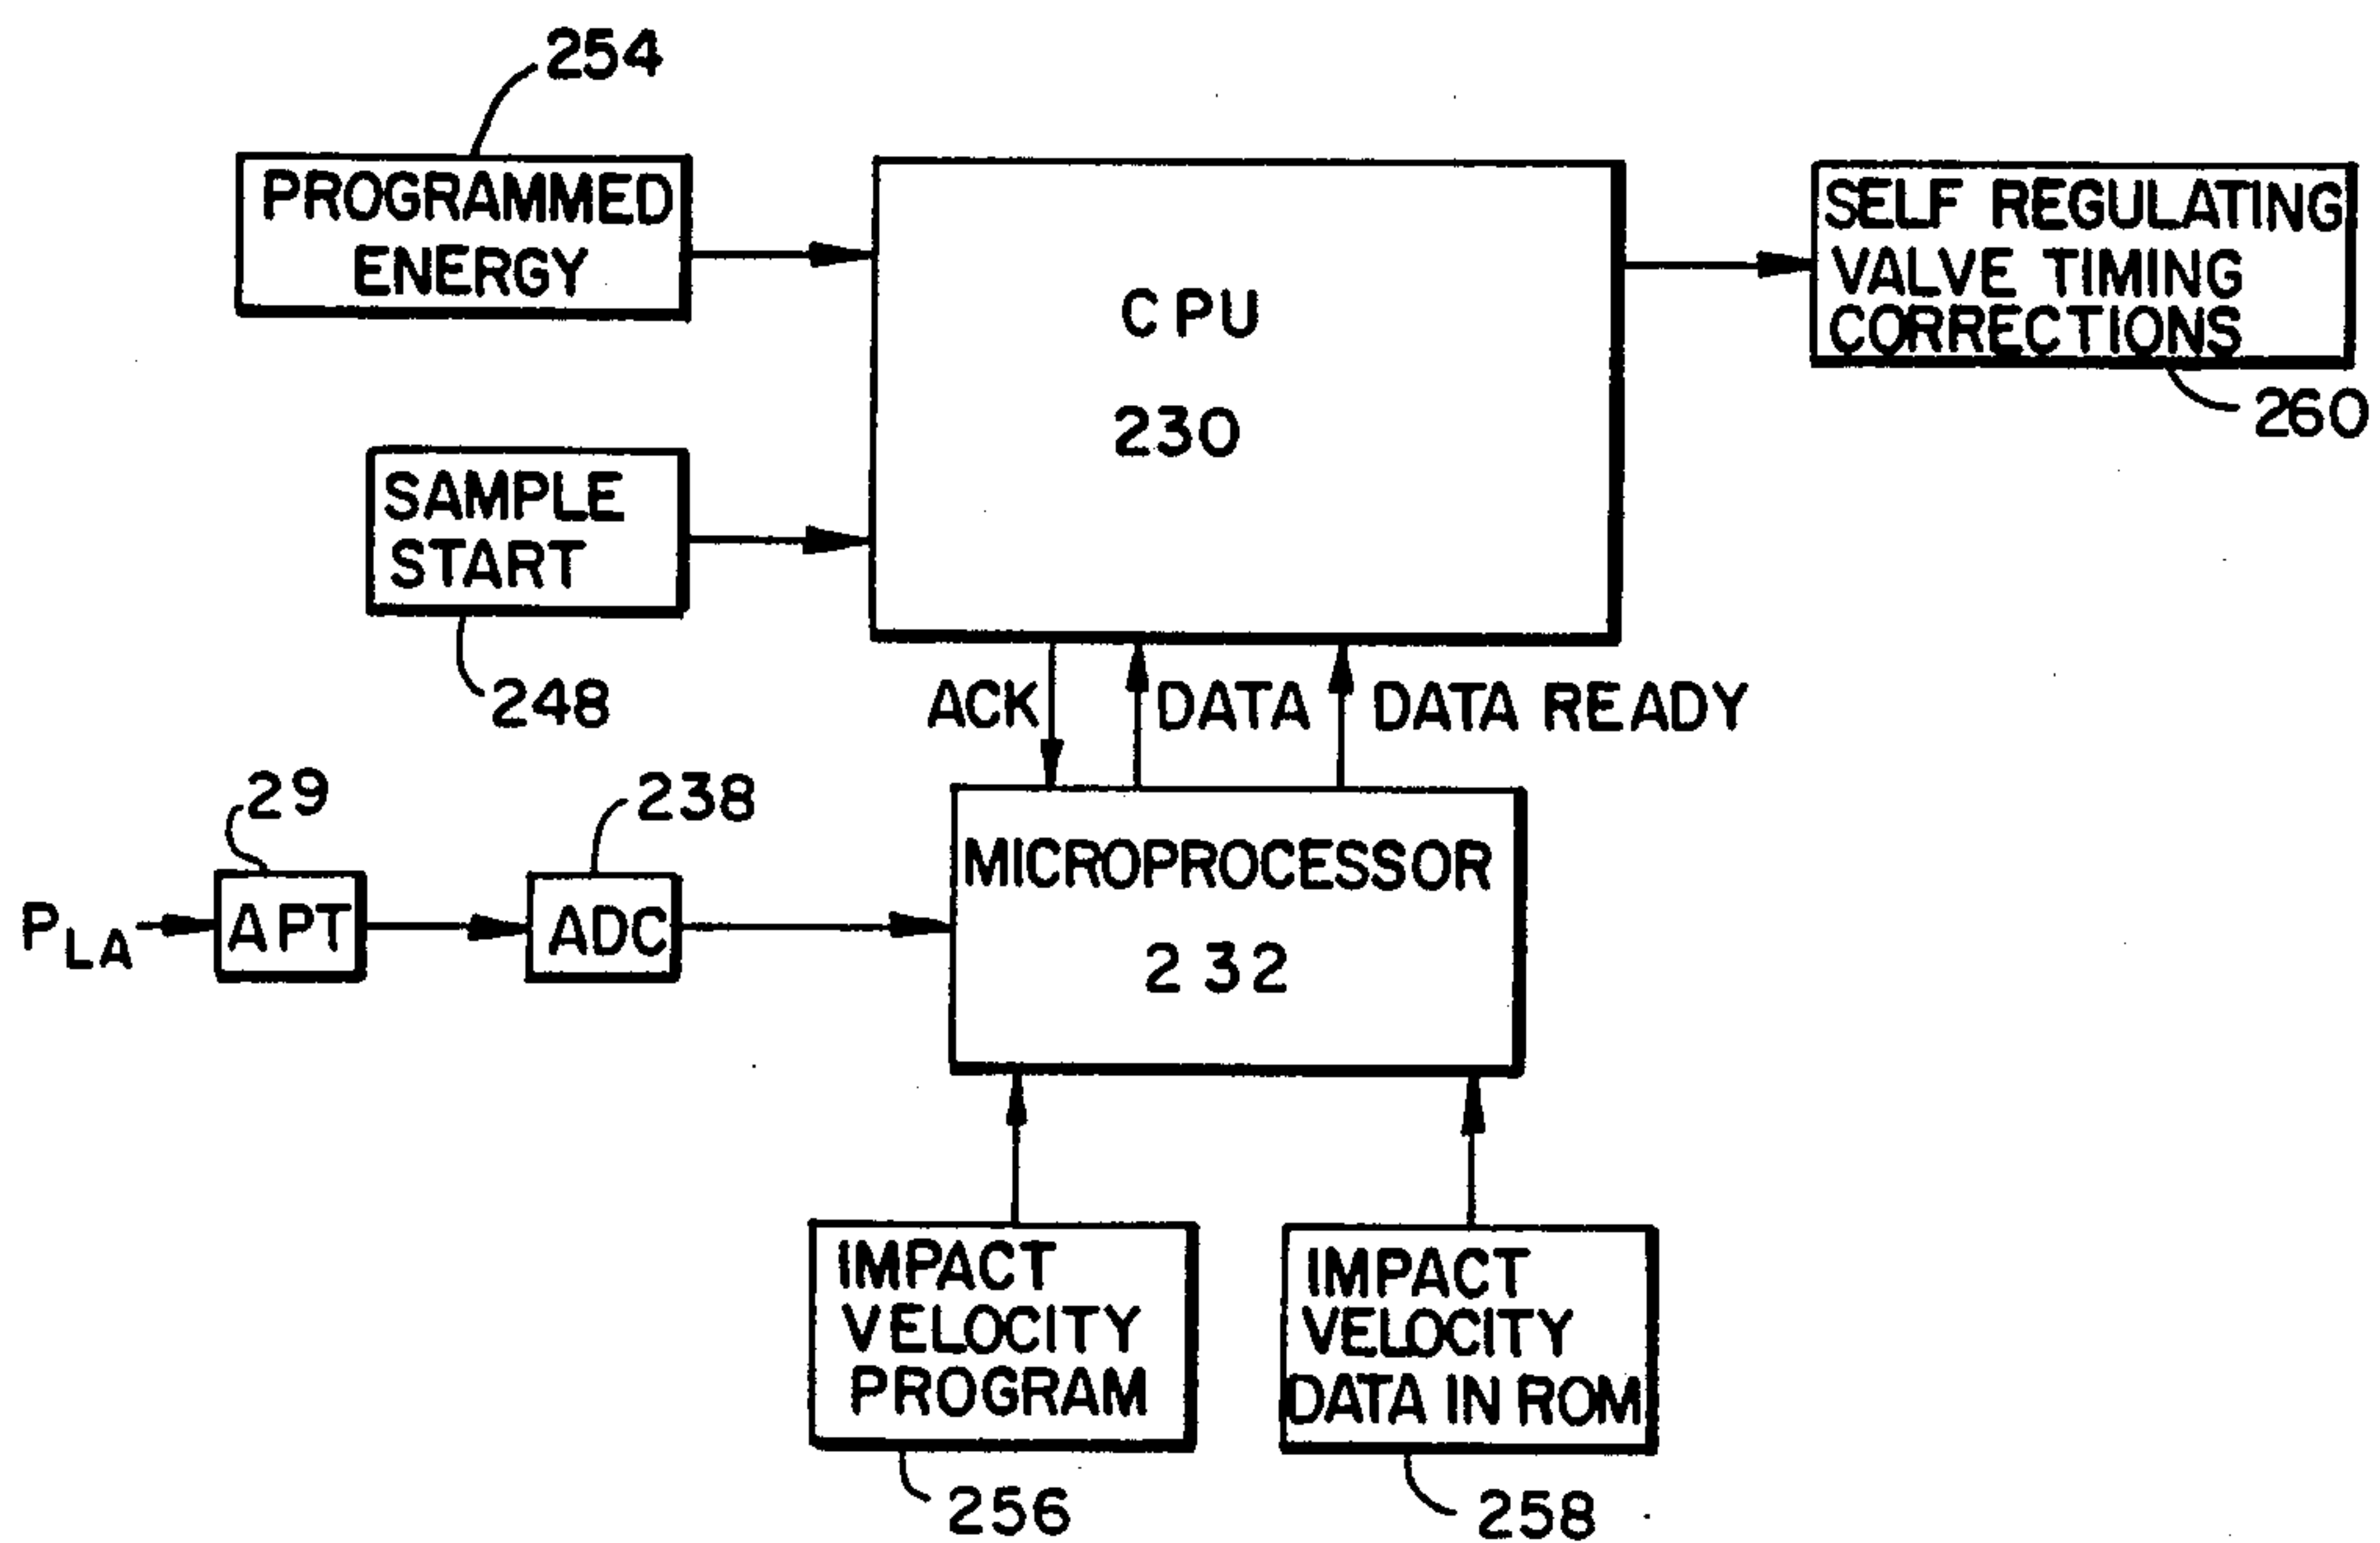 254
PROGRAMMED
ENERGY
CPU
230
SELF REGULATING
VALVE TIMING
CORRECTIONS
260
SAMPLE
START
248
ACK
DATA
DATA READY
29
238
PLA
APT
ADC
MICROPROCESSOR
232
IMPACT
VELOCITY
PROGRAM
256
IMPACT
VELOCITY
DATA IN ROM
258